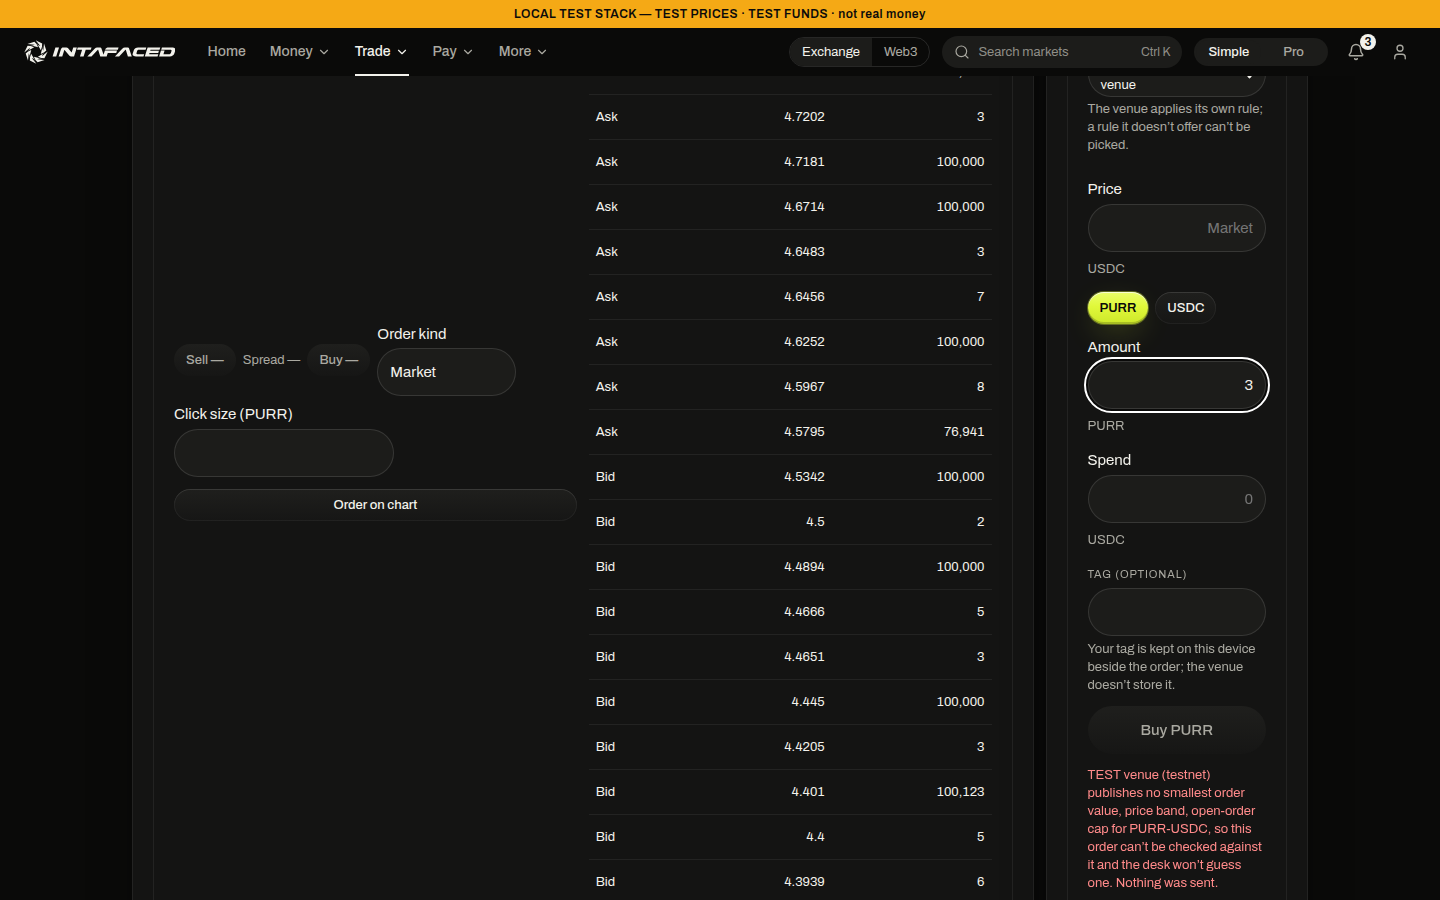 LOCAL TEST STACK — TEST PRICES · TEST FUNDS · not real money
INTAFACED
Home
Money
Trade
Pay
More
Exchange
Web3
Search markets
Ctrl K
Simple
Pro
3
Sell —
Spread —
Buy —
Order kind
Market
Click size (PURR)
Order on chart
Ask 4.7202 3
Ask 4.7181 100,000
Ask 4.6714 100,000
Ask 4.6483 3
Ask 4.6456 7
Ask 4.6252 100,000
Ask 4.5967 8
Ask 4.5795 76,941
Bid 4.5342 100,000
Bid 4.5 2
Bid 4.4894 100,000
Bid 4.4666 5
Bid 4.4651 3
Bid 4.445 100,000
Bid 4.4205 3
Bid 4.401 100,123
Bid 4.4 5
Bid 4.3939 6
venue
The venue applies its own rule;
a rule it doesn't offer can't be
picked.
Price
Market
USDC
PURR
USDC
Amount
3
PURR
Spend
0
USDC
TAG (OPTIONAL)
Your tag is kept on this device
beside the order; the venue
doesn't store it.
Buy PURR
TEST venue (testnet)
publishes no smallest order
value, price band, open-order
cap for PURR-USDC, so this
order can't be checked against
it and the desk won't guess
one. Nothing was sent.